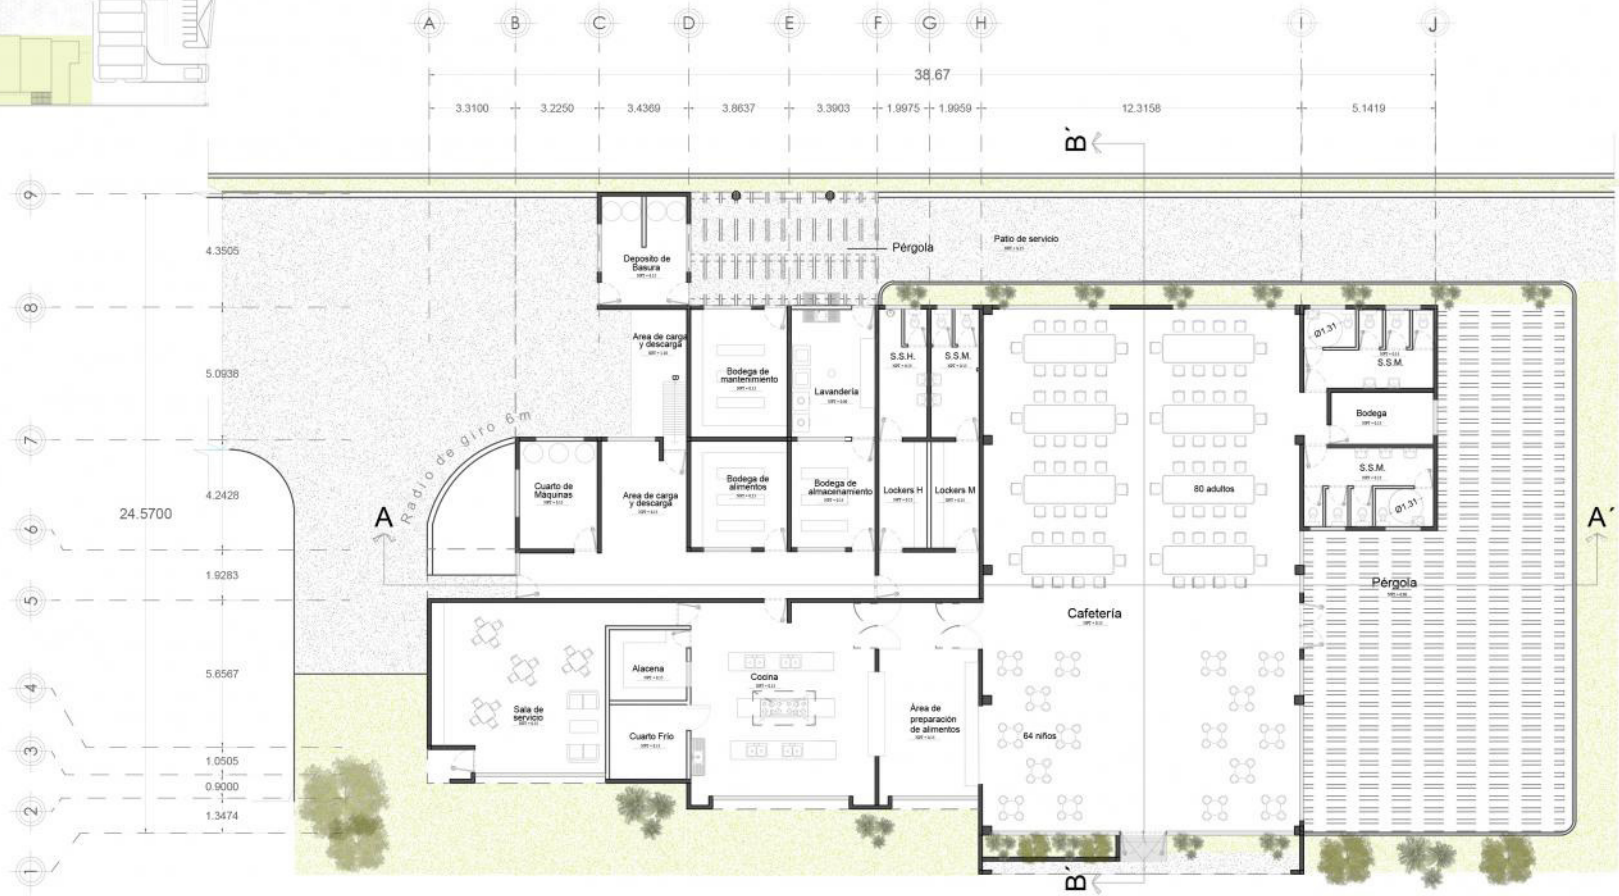 A B C D E F G H I J
38.67
3.3100 3.2250 3.4369 3.8637 3.3903 1.9975 1.9959 12.3158 5.1419
B´
9
4.3505
Deposito de
Basura
Pérgola
Patio de servicio
8
5.0938
Area de carga
y descarga
Bodega de
mantenimiento
Lavandería
S.S.H.
S.S.M.
Ø1.31
S.S.M.
Bodega
7
Radio de giro 6 m
4.2428
24.5700
Cuarto de
Máquinas
Area de carga
y descarga
Bodega de
alimentos
Bodega de
almacenamiento
Lockers H
Lockers M
80 adultos
S.S.M.
Ø1.31
A
A´
6
1.9283
Pérgola
5
Cafetería
5.6567
Alacena
Cocina
4
Sala de
servicio
Cuarto Frío
Área de
preparación
de alimentos
64 niños
3
1.0505
0.9000
2
1.3474
1
B´